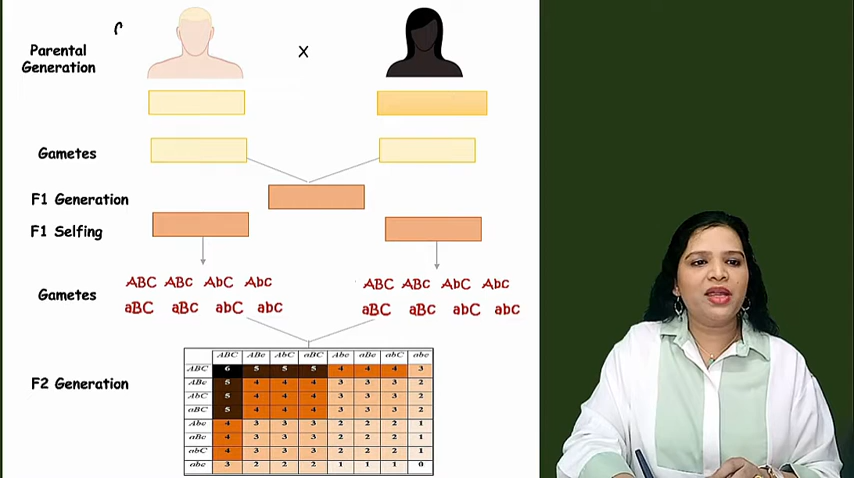 Parental
Generation
X
Gametes
F1 Generation
F1 Selfing
Gametes
ABC ABc AbC Abc
aBC aBc abC abc
ABC ABc AbC Abc
aBC aBc abC abc
F2 Generation
ABC ABc AbC aBC Abc aBc abC abc
ABC 6 5 5 5 4 4 4 3
ABc 5 4 4 4 3 3 3 2
AbC 5 4 4 4 3 3 3 2
aBC 5 4 4 4 3 3 3 2
Abc 4 3 3 3 2 2 2 1
aBc 4 3 3 3 2 2 2 1
abC 4 3 3 3 2 2 2 1
abc 3 2 2 2 1 1 1 0